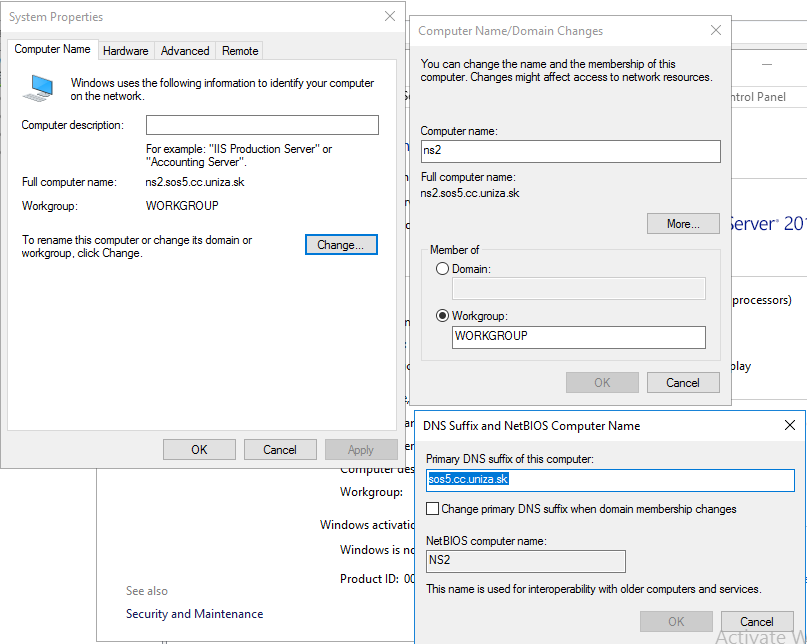 System Properties
Computer Name Hardware Advanced Remote
Windows uses the following information to identify your computer
on the network.
Computer description:
For example: "IIS Production Server" or
"Accounting Server".
Full computer name: ns2.sos5.cc.uniza.sk
Workgroup: WORKGROUP
To rename this computer or change its domain or
workgroup, click Change.
Change...
OK Cancel Apply
Computer Name/Domain Changes
You can change the name and the membership of this
computer. Changes might affect access to network resources.
Computer name:
ns2
Full computer name:
ns2.sos5.cc.uniza.sk
More...
Member of
Domain:
Workgroup:
WORKGROUP
OK Cancel
DNS Suffix and NetBIOS Computer Name
Primary DNS suffix of this computer:
sos5.cc.uniza.sk
Change primary DNS suffix when domain membership changes
NetBIOS computer name:
NS2
This name is used for interoperability with older computers and services.
OK Cancel
ntrol Panel
Server® 201
processors)
play
Computer des
Workgroup:
Windows activatio
Windows is no
Product ID: 00
See also
Security and Maintenance
Activate W